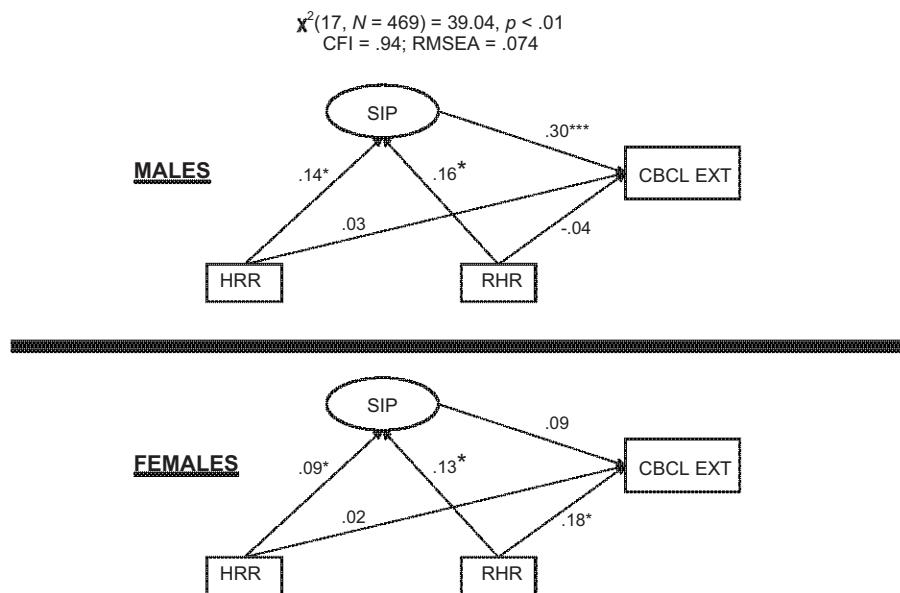 χ²(17, N = 469) = 39.04, p < .01
CFI = .94; RMSEA = .074
SIP
.30***
MALES
CBCL EXT
.14*
.16*
.03
-.04
HRR
RHR
SIP
.09
CBCL EXT
FEMALES
.09*
.13*
.02
.18*
HRR
RHR